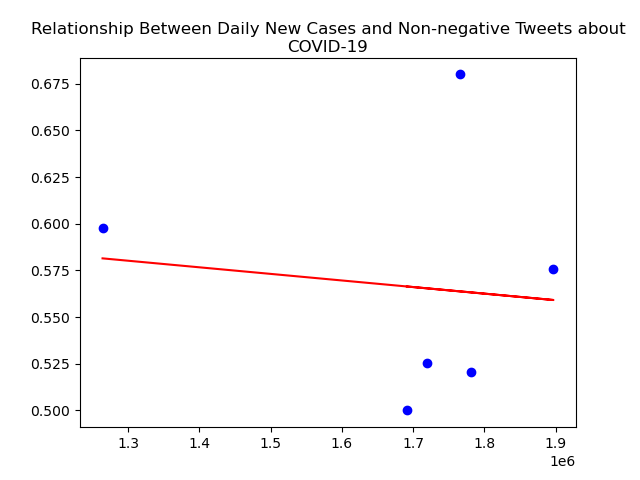 Relationship Between Daily New Cases and Non-negative Tweets about
COVID-19
0.675
0.650
0.625
0.600
0.575
0.550
0.525
0.500
1.3 1.4 1.5 1.6 1.7 1.8 1.9
1e6